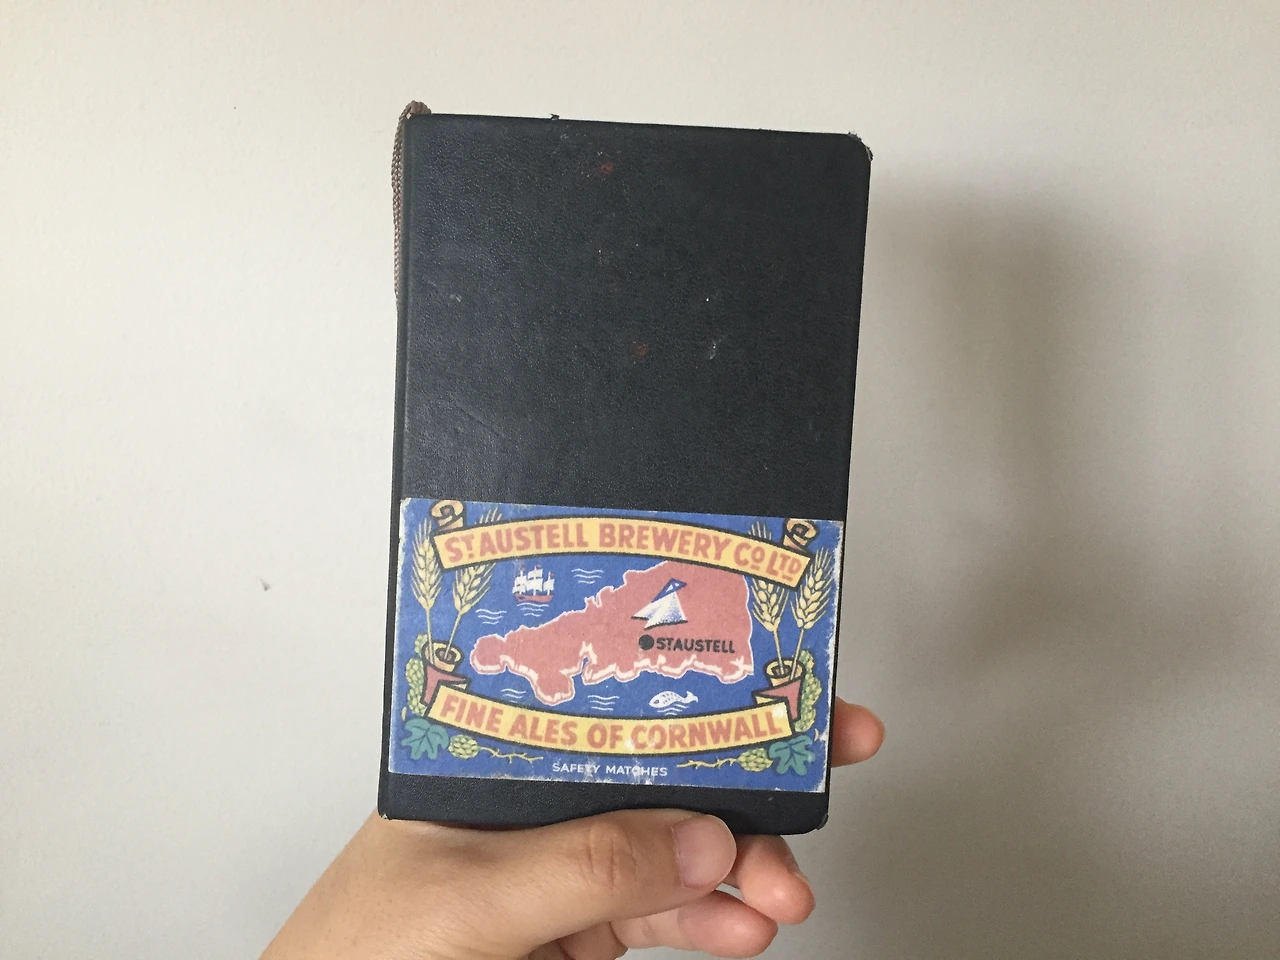 ST AUSTELL BREWERY CO LTD
ST AUSTELL
FINE ALES OF CORNWALL
SAFETY MATCHES